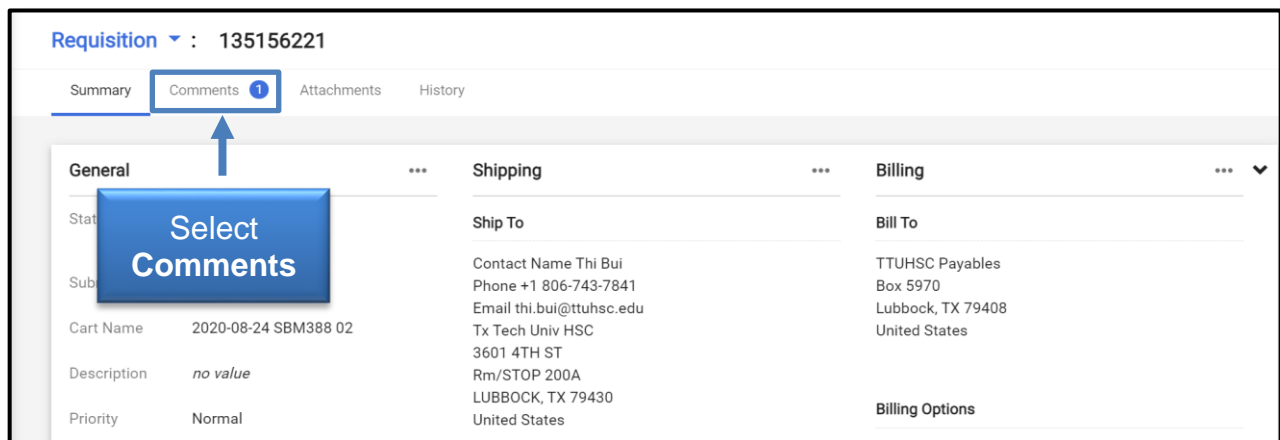 Requisition : 135156221
Summary Comments 1 Attachments History
General ••• Shipping ••• Billing •••
Stat
Select
Comments
Sub
Cart Name 2020-08-24 SBM388 02
Description no value
Priority Normal
Ship To
Contact Name Thi Bui
Phone +1 806-743-7841
Email thi.bui@ttuhsc.edu
Tx Tech Univ HSC
3601 4TH ST
Rm/STOP 200A
LUBBOCK, TX 79430
United States
Bill To
TTUHSC Payables
Box 5970
Lubbock, TX 79408
United States
Billing Options